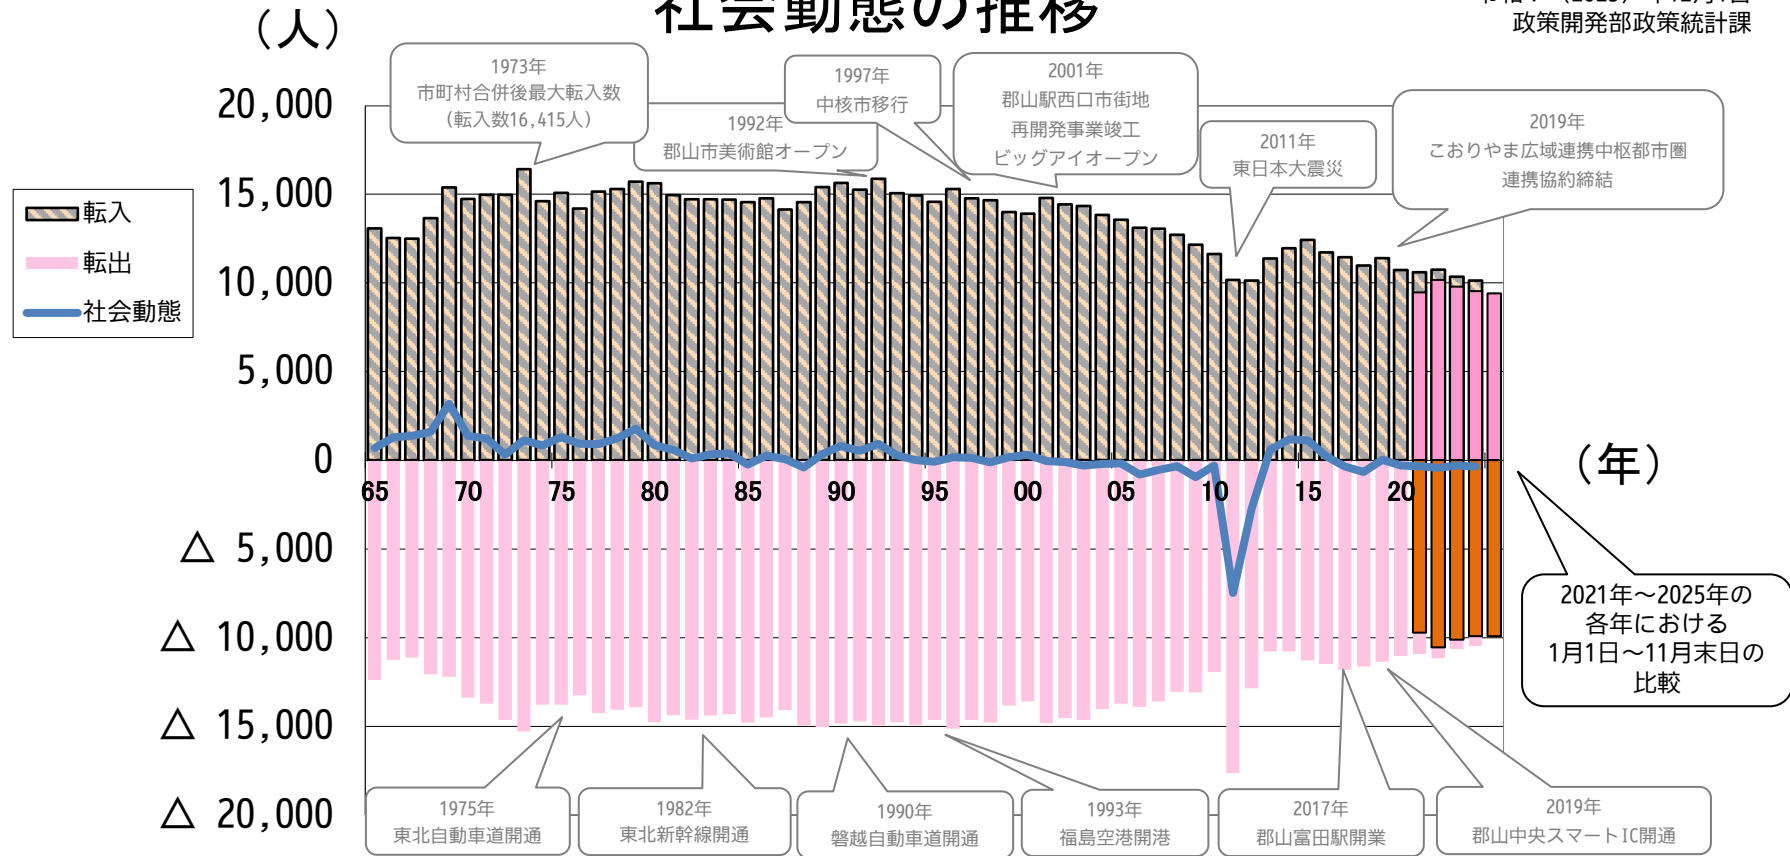 社会動態の推移
政策開発部政策統計課
（人）
20,000
15,000
10,000
5,000
0
△ 5,000
△ 10,000
△ 15,000
△ 20,000
転入
転出
社会動態
1973年
市町村合併後最大転入数
（転入数16,415人）
1992年
郡山市美術館オープン
1997年
中核市移行
2001年
郡山駅西口市街地
再開発事業竣工
ビッグアイオープン
2011年
東日本大震災
2019年
こおりやま広域連携中枢都市圏
連携協約締結
65 70 75 80 85 90 95 00 05 10 15 20
（年）
2021年～2025年の
各年における
1月1日～11月末日の
比較
1975年
東北自動車道開通
1982年
東北新幹線開通
1990年
磐越自動車道開通
1993年
福島空港開港
2017年
郡山富田駅開業
2019年
郡山中央スマートIC開通